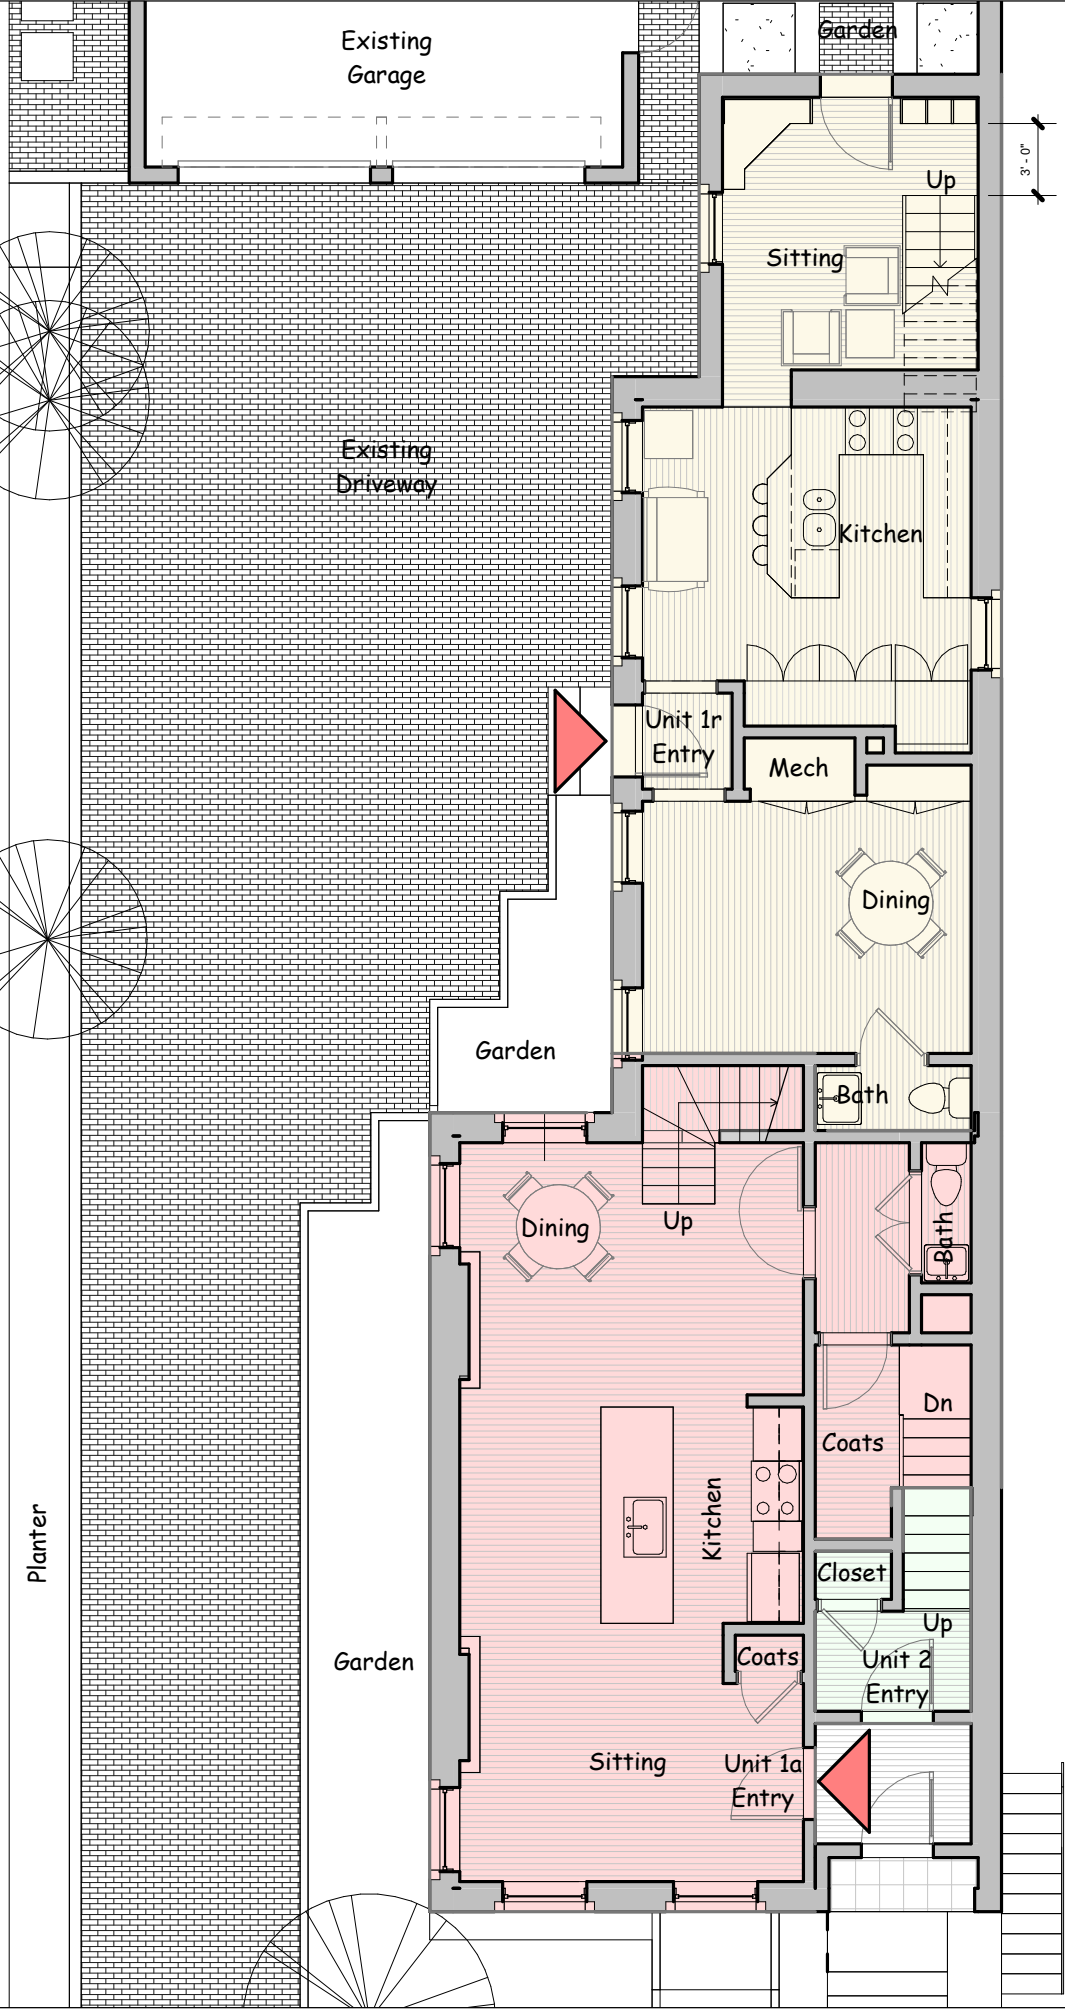 Existing
Garage
Garden
3' - 0"
Up
Sitting
Existing
Driveway
Kitchen
Unit 1r
Entry
Mech
Dining
Garden
Bath
Dining
Up
Bath
Dn
Coats
Kitchen
Planter
Closet
Up
Unit 2
Entry
Coats
Garden
Sitting
Unit 1a
Entry